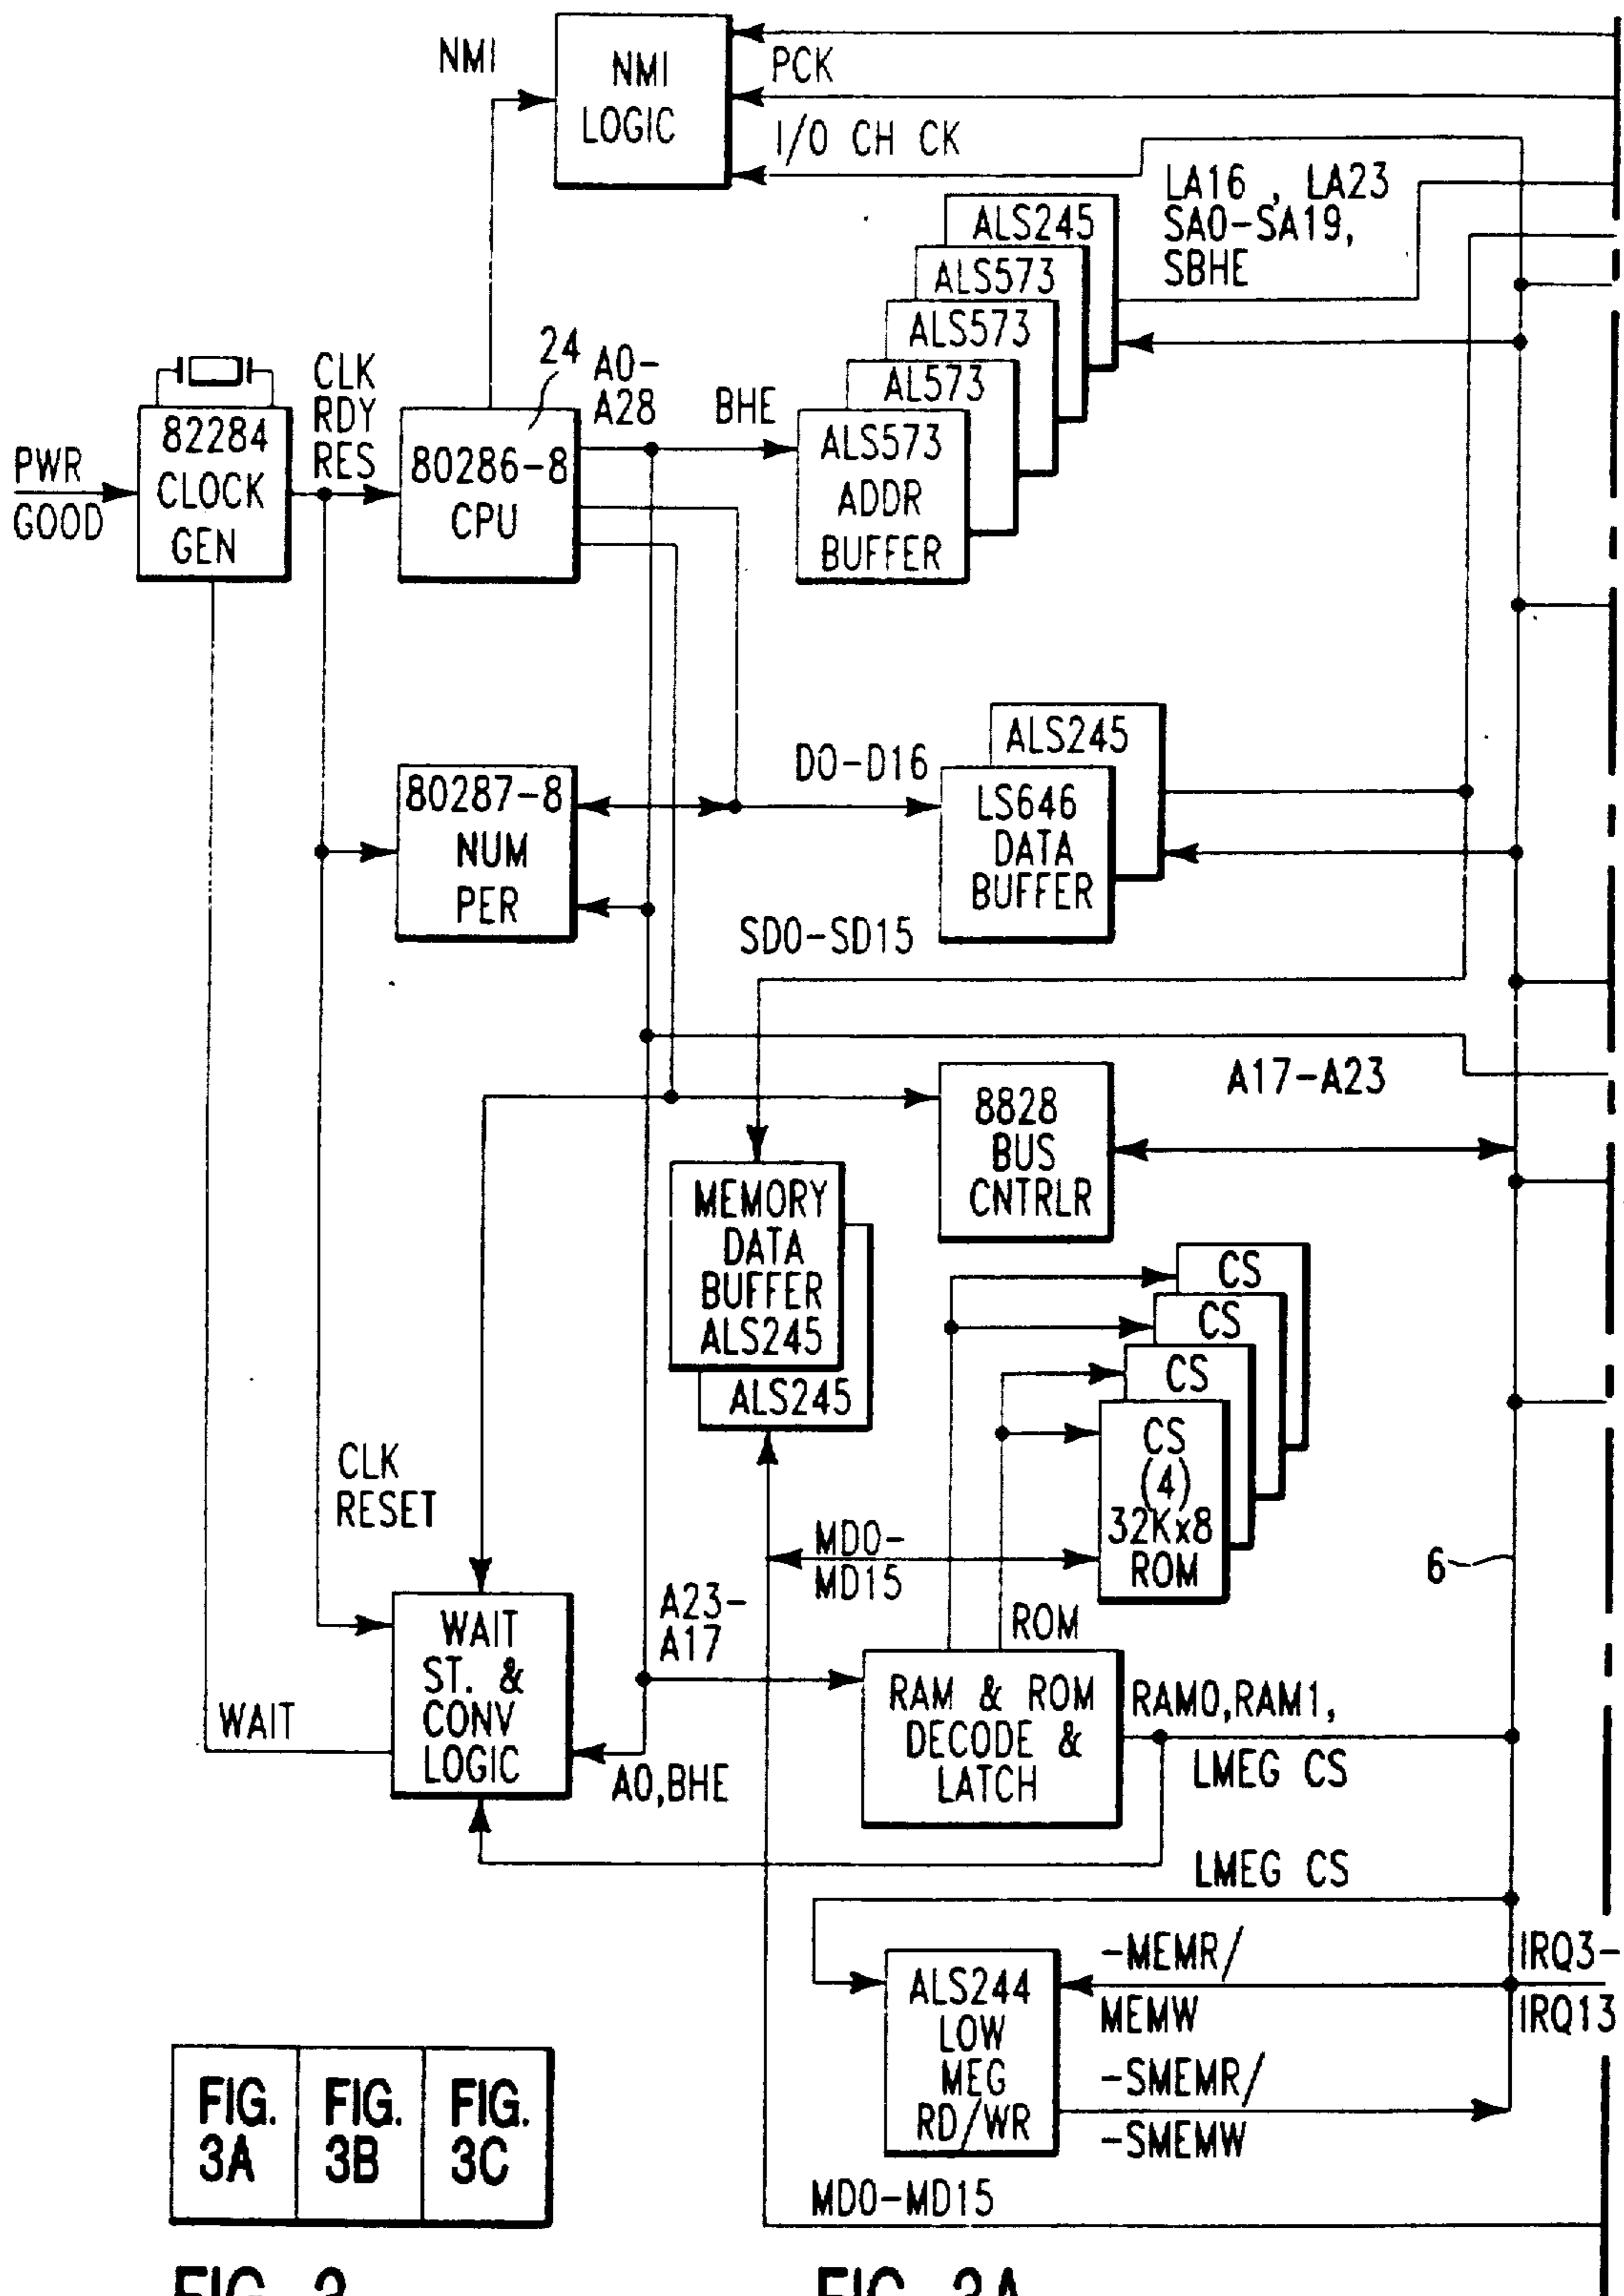 NMI
NMI
LOGIC
PCK
I/O CH CK
LA16 , LA23
SA0-SA19,
SBHE
ALS245
ALS573
ALS573
AL573
ALS573
ADDR
BUFFER
24
A0-
A28
BHE
CLK
RDY
RES
PWR
GOOD
82284
CLOCK
GEN
80286-8
CPU
80287-8
NUM
PER
D0-D16
ALS245
LS646
DATA
BUFFER
SD0-SD15
A17-A23
8828
BUS
CNTRLR
MEMORY
DATA
BUFFER
ALS245
ALS245
CS
CS
CS
CS
(4)
32Kx8
ROM
CLK
RESET
MD0-
MD15
6
ROM
A23-
A17
WAIT
ST. &
CONV
LOGIC
WAIT
A0,BHE
RAM & ROM
DECODE &
LATCH
RAM0,RAM1,
LMEG CS
LMEG CS
ALS244
LOW
MEG
RD/WR
-MEMR/
MEMW
IRQ3-
IRQ13
-SMEMR/
-SMEMW
MD0-MD15
FIG.
3A
FIG.
3B
FIG.
3C
FIG. 3
FIG. 3A